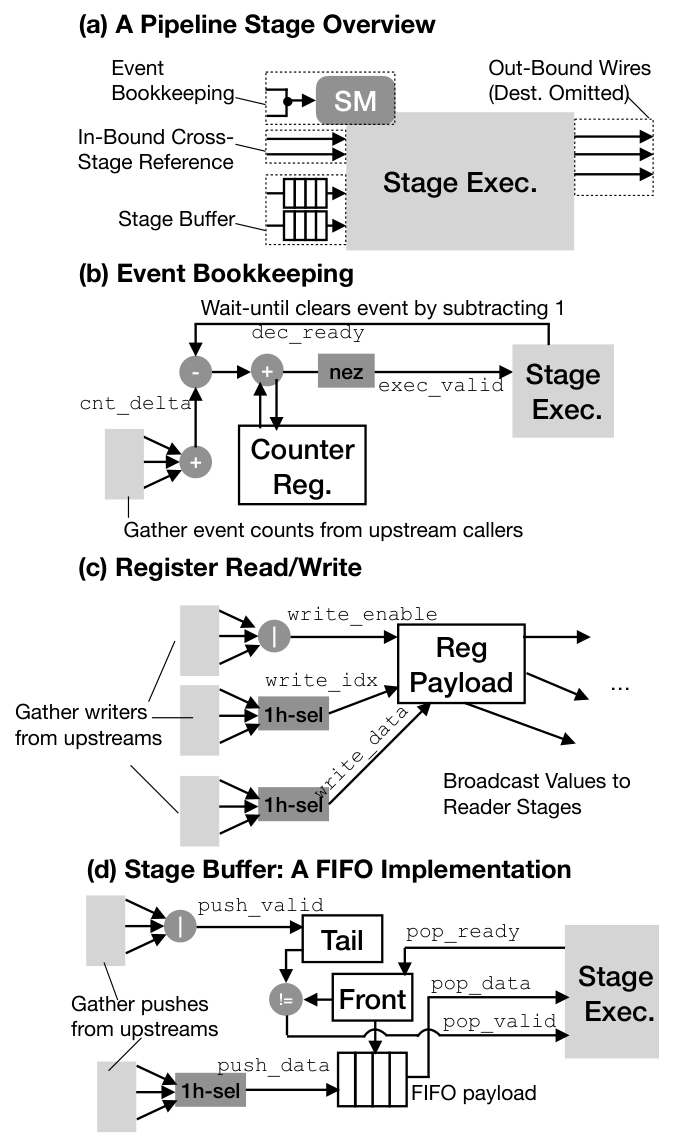 (a) A Pipeline Stage Overview
Event
Bookkeeping
SM
Out-Bound Wires
(Dest. Omitted)
In-Bound Cross-
Stage Reference
Stage Exec.
Stage Buffer
(b) Event Bookkeeping
Wait-until clears event by subtracting 1
dec_ready
-
+
nez
exec_valid
Stage
Exec.
cnt_delta
+
Counter
Reg.
Gather event counts from upstream callers
(c) Register Read/Write
write_enable
|
Reg
Payload
write_idx
1h-sel
...
Gather writers
from upstreams
write_data
1h-sel
Broadcast Values to
Reader Stages
(d) Stage Buffer: A FIFO Implementation
push_valid
|
Tail
pop_ready
Stage
Exec.
!=
Front
pop_data
Gather pushes
from upstreams
pop_valid
push_data
1h-sel
FIFO payload